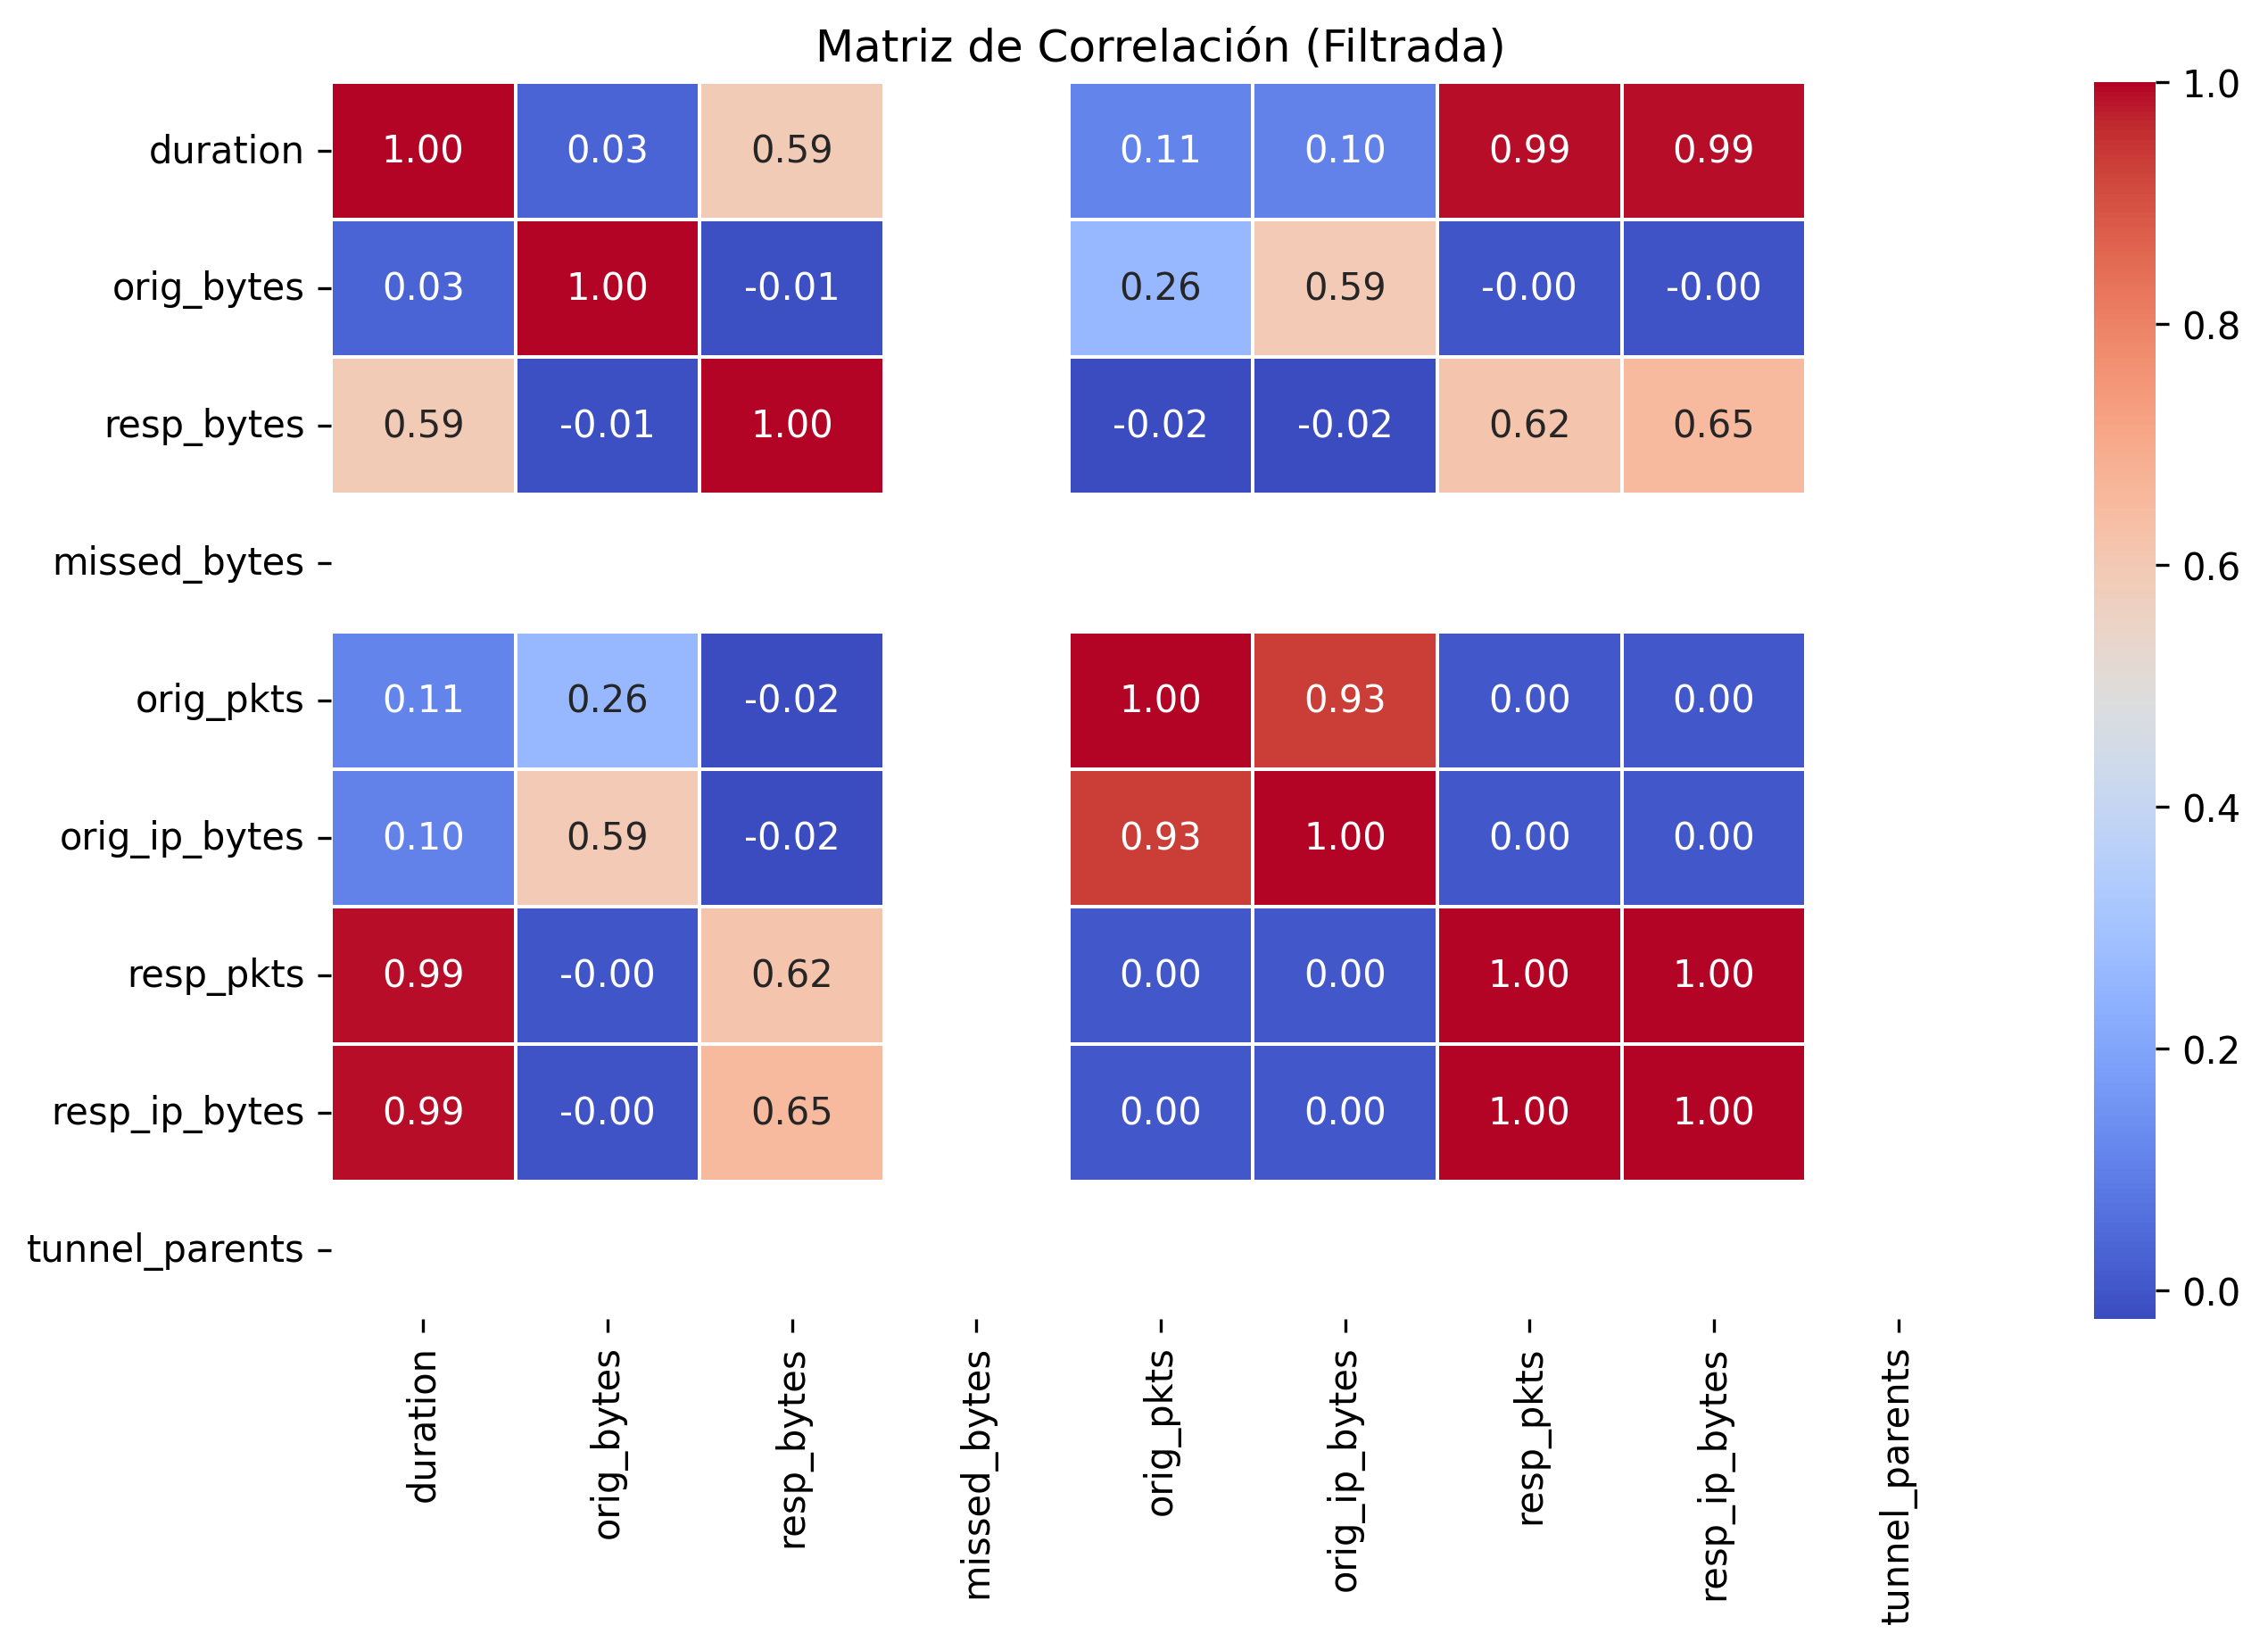 Matriz de Correlación (Filtrada)
duration 1.00 0.03 0.59 0.11 0.10 0.99 0.99
orig_bytes 0.03 1.00 -0.01 0.26 0.59 -0.00 -0.00
resp_bytes 0.59 -0.01 1.00 -0.02 -0.02 0.62 0.65
missed_bytes
orig_pkts 0.11 0.26 -0.02 1.00 0.93 0.00 0.00
orig_ip_bytes 0.10 0.59 -0.02 0.93 1.00 0.00 0.00
resp_pkts 0.99 -0.00 0.62 0.00 0.00 1.00 1.00
resp_ip_bytes 0.99 -0.00 0.65 0.00 0.00 1.00 1.00
tunnel_parents
duration
orig_bytes
resp_bytes
missed_bytes
orig_pkts
orig_ip_bytes
resp_pkts
resp_ip_bytes
tunnel_parents
1.0
0.8
0.6
0.4
0.2
0.0